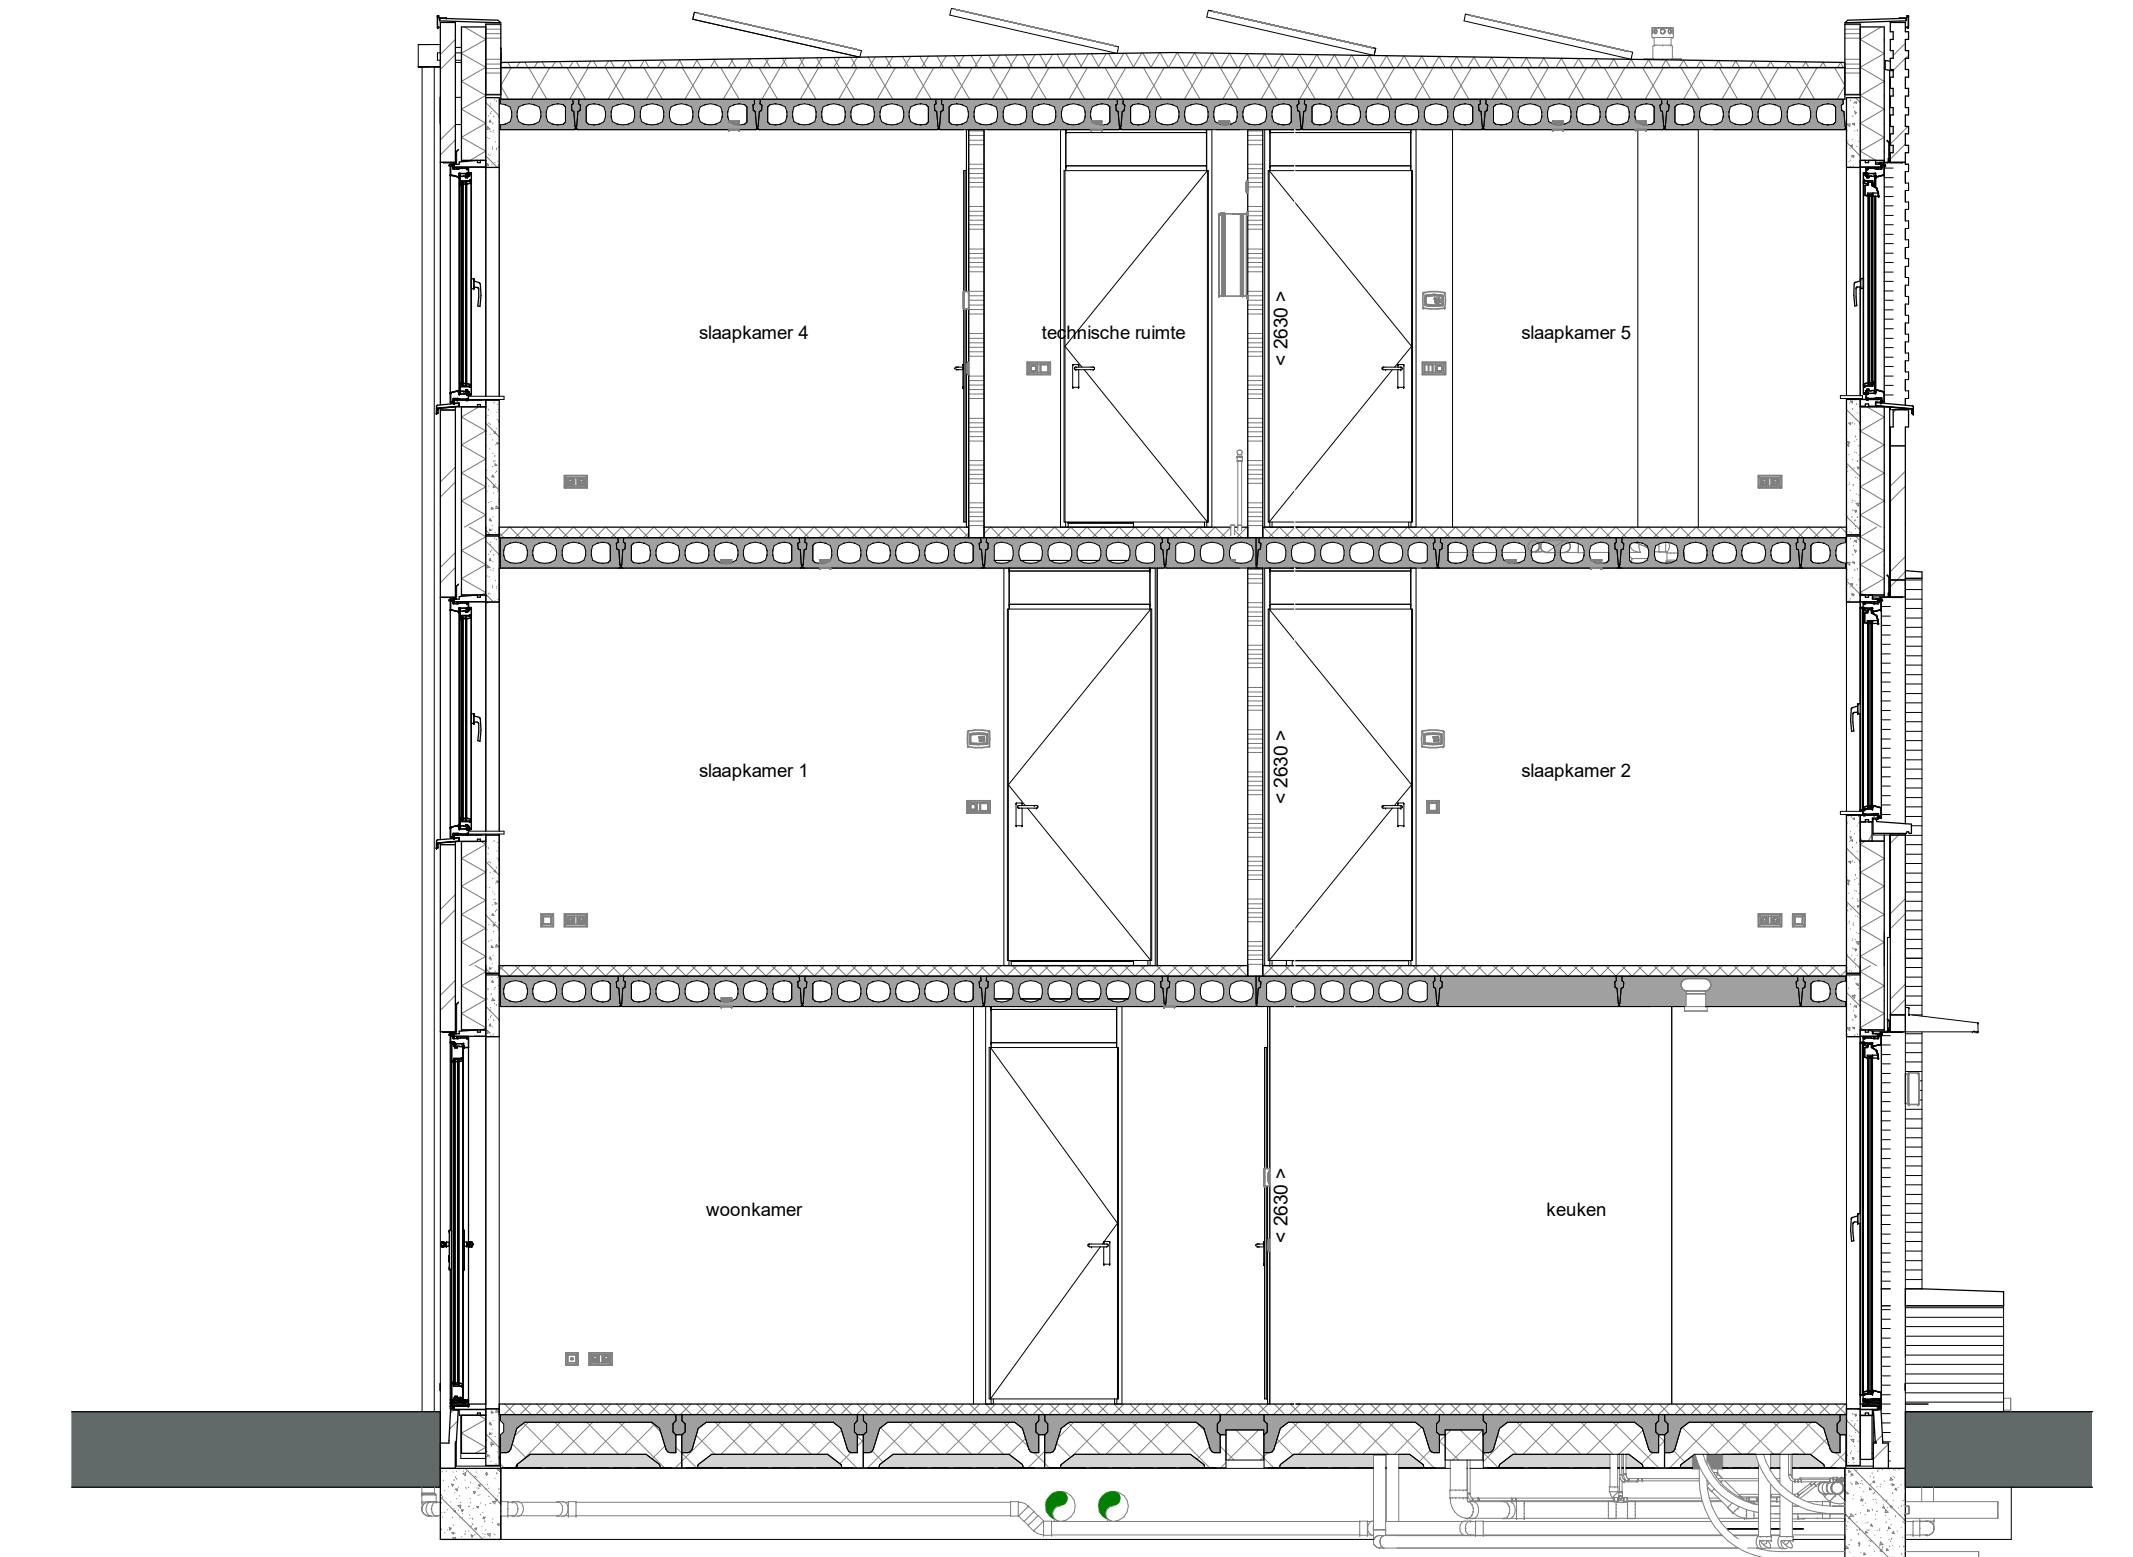 slaapkamer 4
technische ruimte
< 2630 >
slaapkamer 5
slaapkamer 1
< 2630 >
slaapkamer 2
woonkamer
< 2630 >
keuken